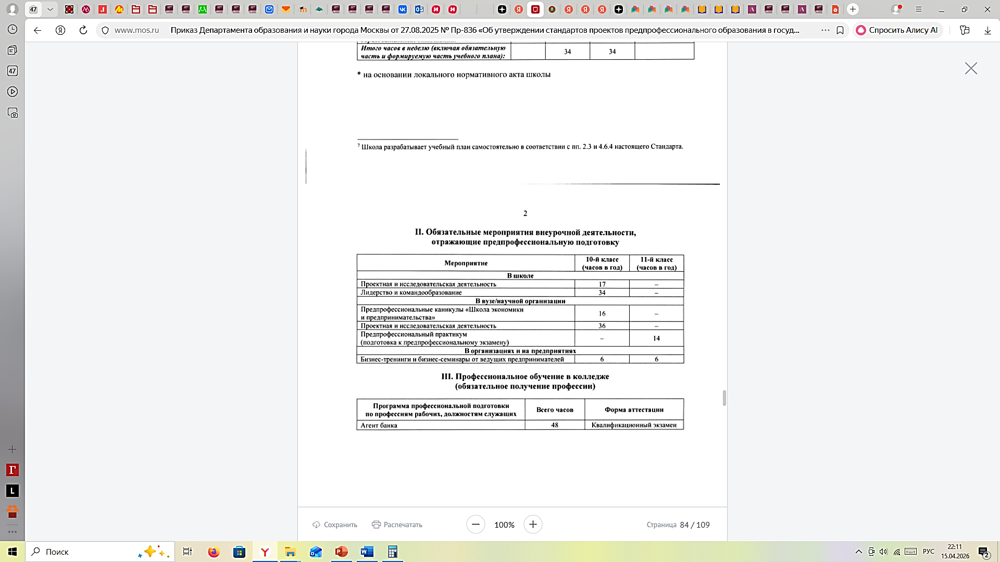 47
www.mos.ru
Приказ Департамента образования и науки города Москвы от 27.08.2025 № Пр-836 «Об утверждении стандартов проектов предпрофессионального образования в госуд...
Спросить Алису AI
47
Итого часов в неделю (включая обязательную
часть и формируемую часть учебного плана):
34
34
* на основании локального нормативного акта школы
7 Школа разрабатывает учебный план самостоятельно в соответствии с пп. 2.3 и 4.6.4 настоящего Стандарта.
2
II. Обязательные мероприятия внеурочной деятельности,
отражающие предпрофессиональную подготовку
Мероприятие
10-й класс
(часов в год)
11-й класс
(часов в год)
В школе
Проектная и исследовательская деятельность
17
–
Лидерство и командообразование
34
–
В вузе/научной организации
Предпрофессиональные каникулы «Школа экономики
и предпринимательства»
16
–
Проектная и исследовательская деятельность
36
–
Предпрофессиональный практикум
(подготовка к предпрофессиональному экзамену)
–
14
В организациях и на предприятиях
Бизнес-тренинги и бизнес-семинары от ведущих предпринимателей
6
6
III. Профессиональное обучение в колледже
(обязательное получение профессии)
Программа профессиональной подготовки
по профессиям рабочих, должностям служащих
Всего часов
Форма аттестации
Агент банка
48
Квалификационный экзамен
Сохранить
Распечатать
100%
Страница 84 / 109
Поиск
РУС
22:11
15.04.2026
2